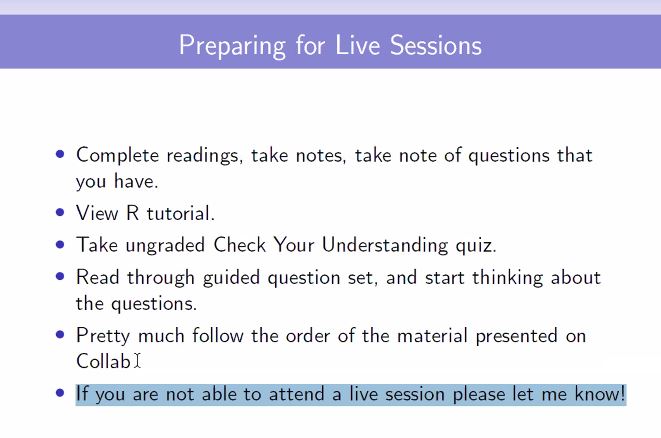 Preparing for Live Sessions
• Complete readings, take notes, take note of questions that
you have.
• View R tutorial.
• Take ungraded Check Your Understanding quiz.
• Read through guided question set, and start thinking about
the questions.
• Pretty much follow the order of the material presented on
Collab
• If you are not able to attend a live session please let me know!